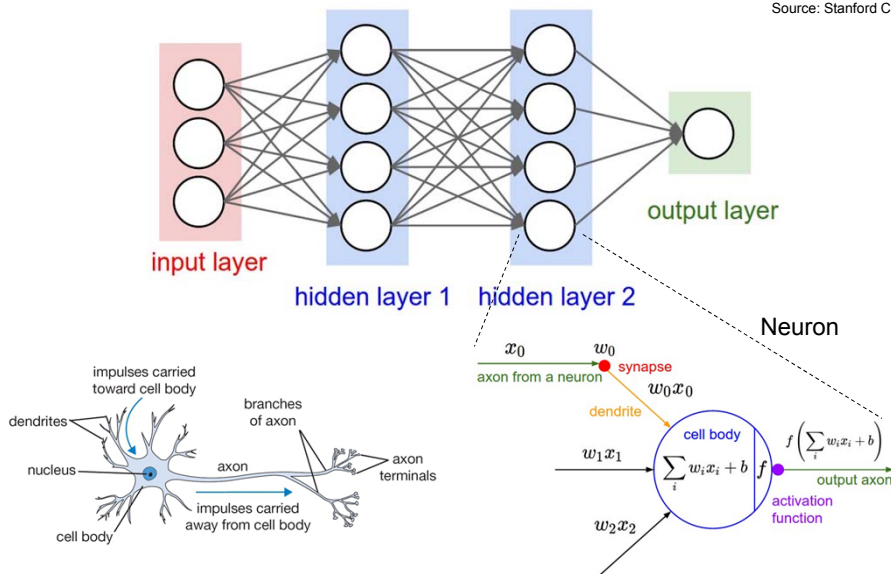 Source: Stanford C
input layer
hidden layer 1
hidden layer 2
output layer
Neuron
impulses carried
toward cell body
dendrites
nucleus
cell body
axon
impulses carried
away from cell body
branches
of axon
axon
terminals
x₀
w₀
synapse
axon from a neuron
w₀x₀
dendrite
cell body
w₁x₁
∑ᵢ wᵢxᵢ + b
f
f(∑ᵢ wᵢxᵢ + b)
output axon
activation
function
w₂x₂